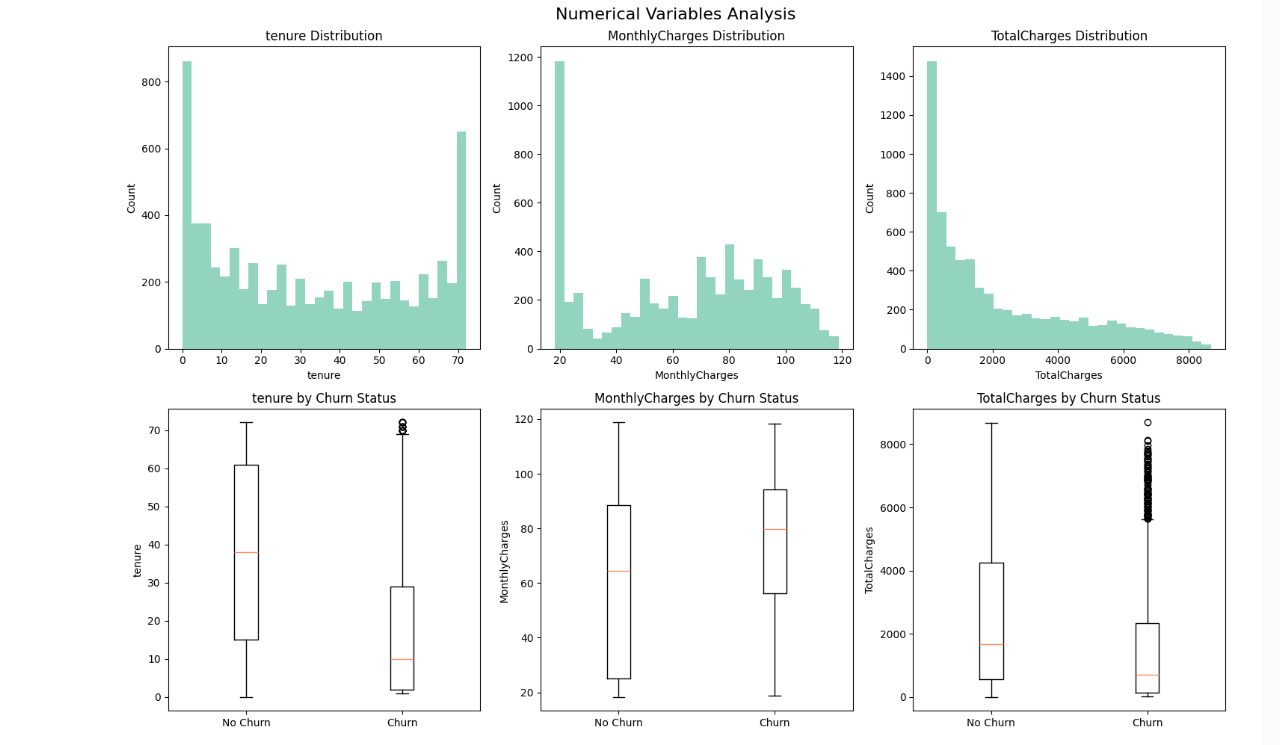 Numerical Variables Analysis
tenure Distribution
MonthlyCharges Distribution
TotalCharges Distribution
Count
800
600
400
200
0
0 10 20 30 40 50 60 70
tenure
Count
1200
1000
800
600
400
200
0
20 40 60 80 100 120
MonthlyCharges
Count
1400
1200
1000
800
600
400
200
0
0 2000 4000 6000 8000
TotalCharges
tenure by Churn Status
MonthlyCharges by Churn Status
TotalCharges by Churn Status
tenure
70
60
50
40
30
20
10
0
No Churn Churn
MonthlyCharges
120
100
80
60
40
20
No Churn Churn
TotalCharges
8000
6000
4000
2000
0
No Churn Churn